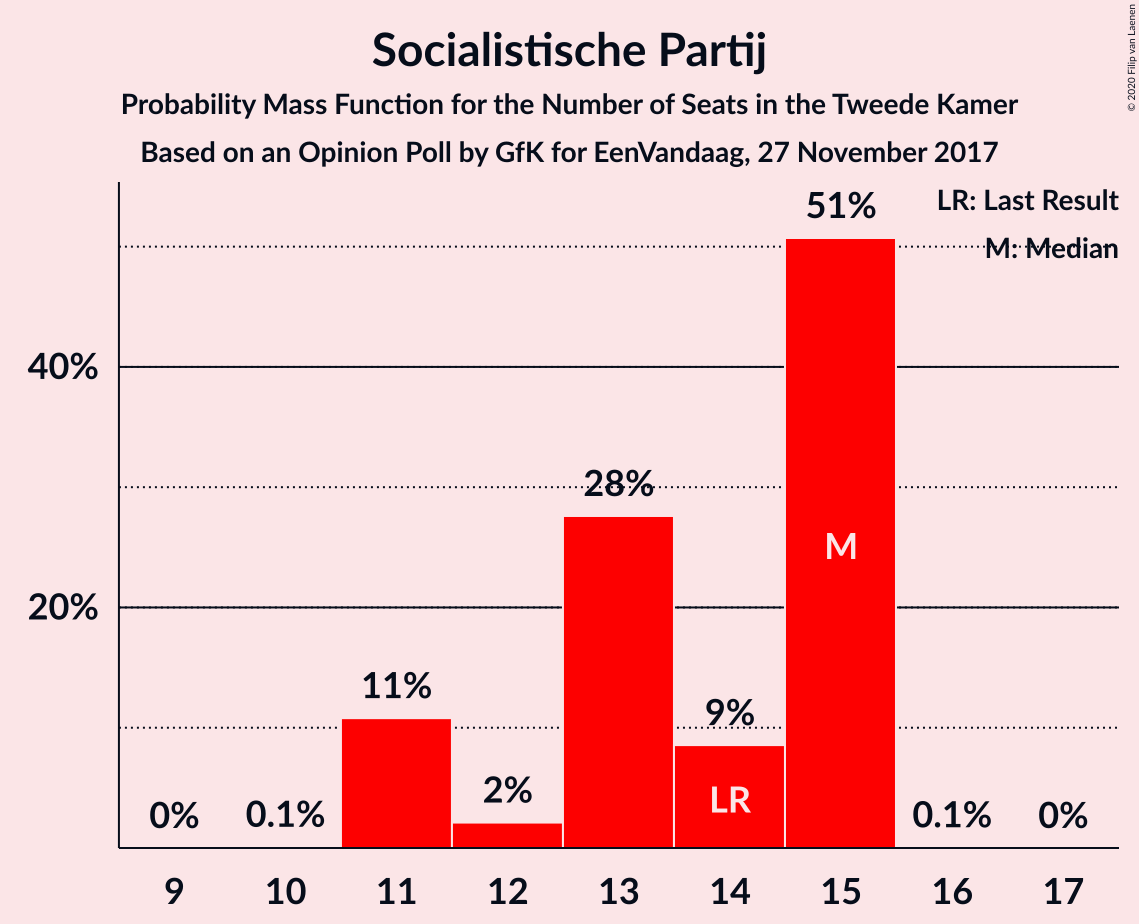 Socialistische Partij
Probability Mass Function for the Number of Seats in the Tweede Kamer
Based on an Opinion Poll by GfK for EenVandaag, 27 November 2017
© 2020 Filip van Laenen
LR: Last Result
M: Median
40%
20%
0%
0.1%
11%
2%
28%
9%
51%
0.1%
0%
LR
M
9 10 11 12 13 14 15 16 17